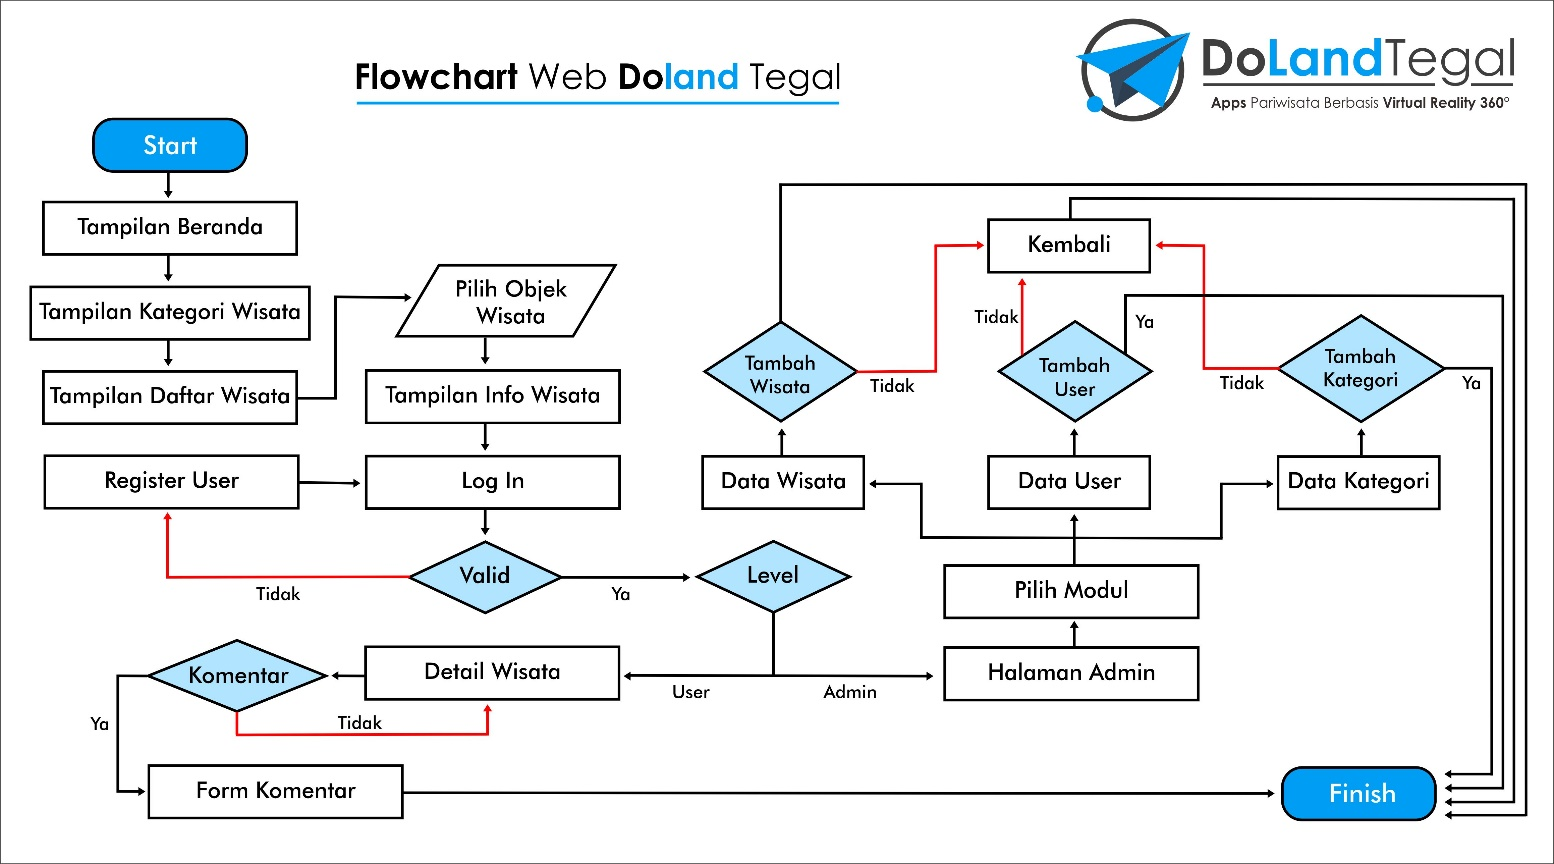 Flowchart Web Doland Tegal
DoLandTegal
Apps Pariwisata Berbasis Virtual Reality 360°
Start
Tampilan Beranda
Tampilan Kategori Wisata
Tampilan Daftar Wisata
Pilih Objek
Wisata
Tampilan Info Wisata
Register User
Log In
Valid
Tidak
Ya
Level
User
Admin
Detail Wisata
Komentar
Tidak
Ya
Form Komentar
Halaman Admin
Pilih Modul
Data Wisata
Data User
Data Kategori
Tambah
Wisata
Tidak
Tambah
User
Tidak
Ya
Tambah
Kategori
Tidak
Ya
Kembali
Finish